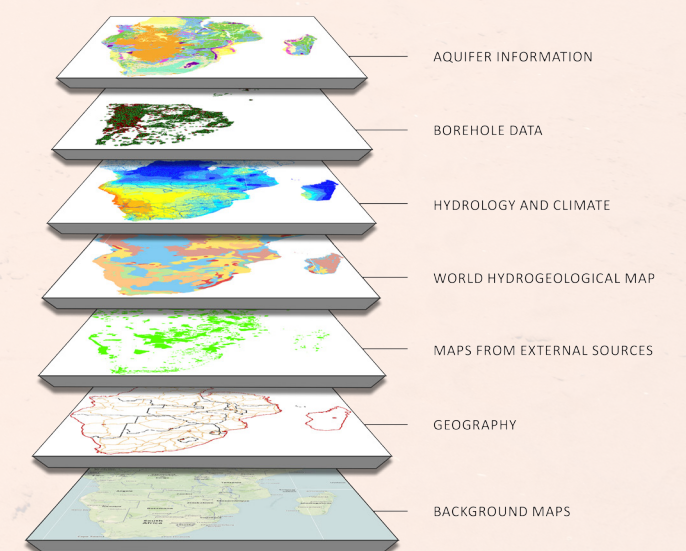 AQUIFER INFORMATION
BOREHOLE DATA
HYDROLOGY AND CLIMATE
WORLD HYDROGEOLOGICAL MAP
MAPS FROM EXTERNAL SOURCES
GEOGRAPHY
BACKGROUND MAPS